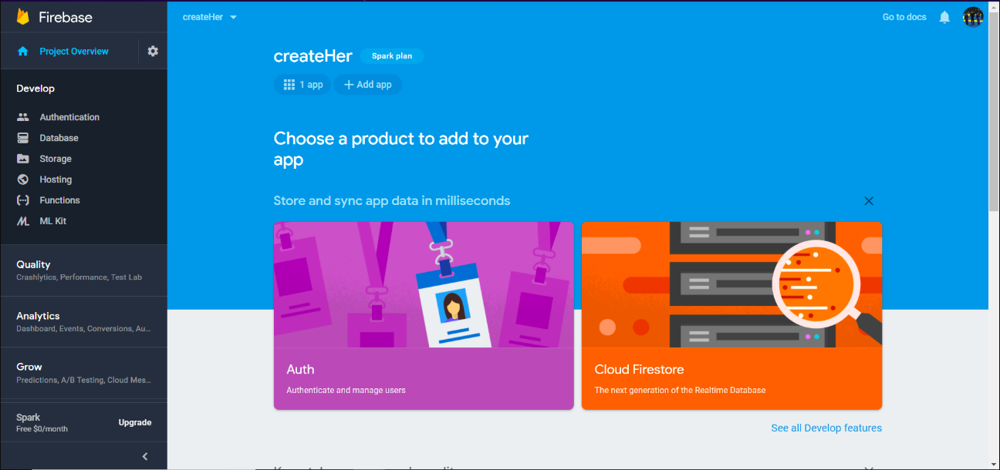 Firebase
createHer
Go to docs
Project Overview
createHer
Spark plan
1 app
Add app
Develop
Authentication
Database
Storage
Hosting
Functions
ML Kit
Choose a product to add to your
app
Store and sync app data in milliseconds
Quality
Crashlytics, Performance, Test Lab
Analytics
Dashboard, Events, Conversions, Au...
Grow
Predictions, A/B Testing, Cloud Mes...
Spark
Free $0/month
Upgrade
Auth
Authenticate and manage users
Cloud Firestore
The next generation of the Realtime Database
See all Develop features